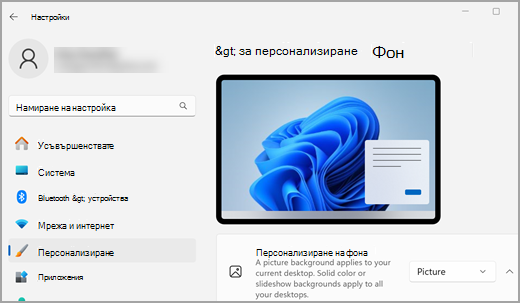 Настройки
&gt; за персонализиране Фон
Намиране на настройка
Усъвършенствате
Система
Bluetooth &gt; устройства
Мрежа и интернет
Персонализиране
Приложения
Персонализиране на фона
A picture background applies to your
current desktop. Solid color or
slideshow backgrounds apply to all
your desktops.
Picture